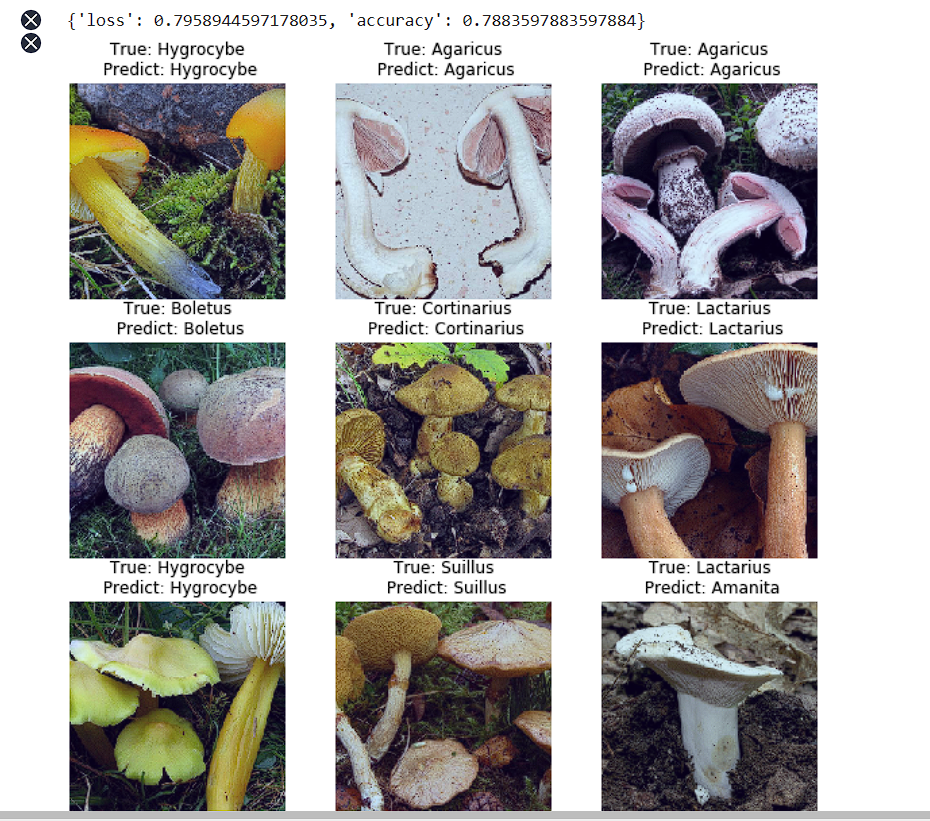 {'loss': 0.7958944597178035, 'accuracy': 0.7883597883597884}
True: Hygrocybe
Predict: Hygrocybe
True: Agaricus
Predict: Agaricus
True: Agaricus
Predict: Agaricus
True: Boletus
Predict: Boletus
True: Cortinarius
Predict: Cortinarius
True: Lactarius
Predict: Lactarius
True: Hygrocybe
Predict: Hygrocybe
True: Suillus
Predict: Suillus
True: Lactarius
Predict: Amanita